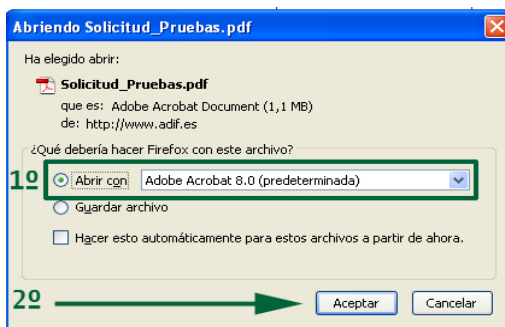 Abriendo Solicitud_Pruebas.pdf
Ha elegido abrir:
Solicitud_Pruebas.pdf
que es: Adobe Acrobat Document (1,1 MB)
de: http://www.adif.es
¿Qué debería hacer Firefox con este archivo?
1º Abrir con Adobe Acrobat 8.0 (predeterminada)
Guardar archivo
Hacer esto automáticamente para estos archivos a partir de ahora.
2º Aceptar Cancelar